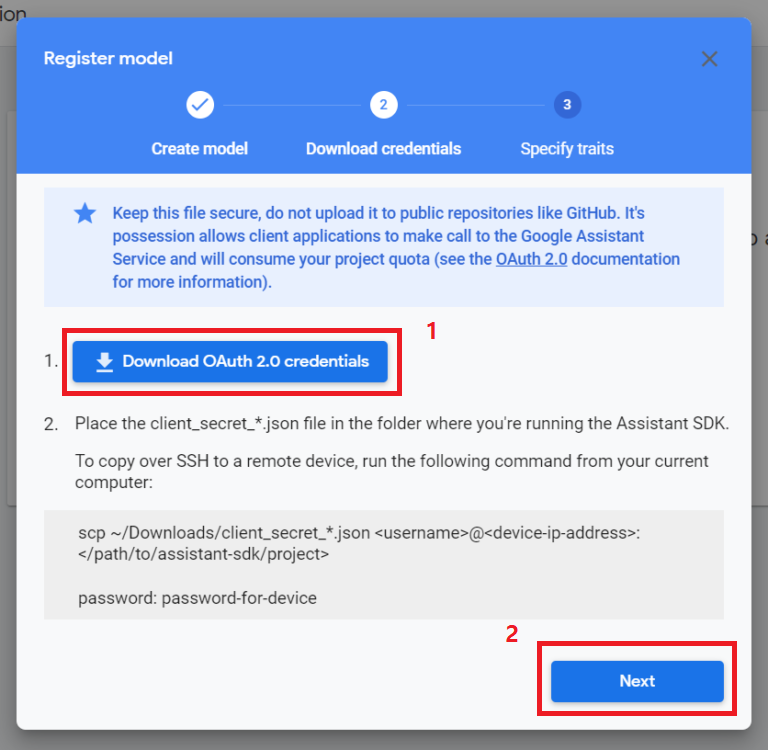 ion
Register model
2
3
Create model
Download credentials
Specify traits
Keep this file secure, do not upload it to public repositories like GitHub. It's
possession allows client applications to make call to the Google Assistant
Service and will consume your project quota (see the OAuth 2.0 documentation
for more information).
1
1. Download OAuth 2.0 credentials
2. Place the client_secret_*.json file in the folder where you're running the Assistant SDK.
To copy over SSH to a remote device, run the following command from your current
computer:
scp ~/Downloads/client_secret_*.json <username>@<device-ip-address>:
</path/to/assistant-sdk/project>
password: password-for-device
2
Next